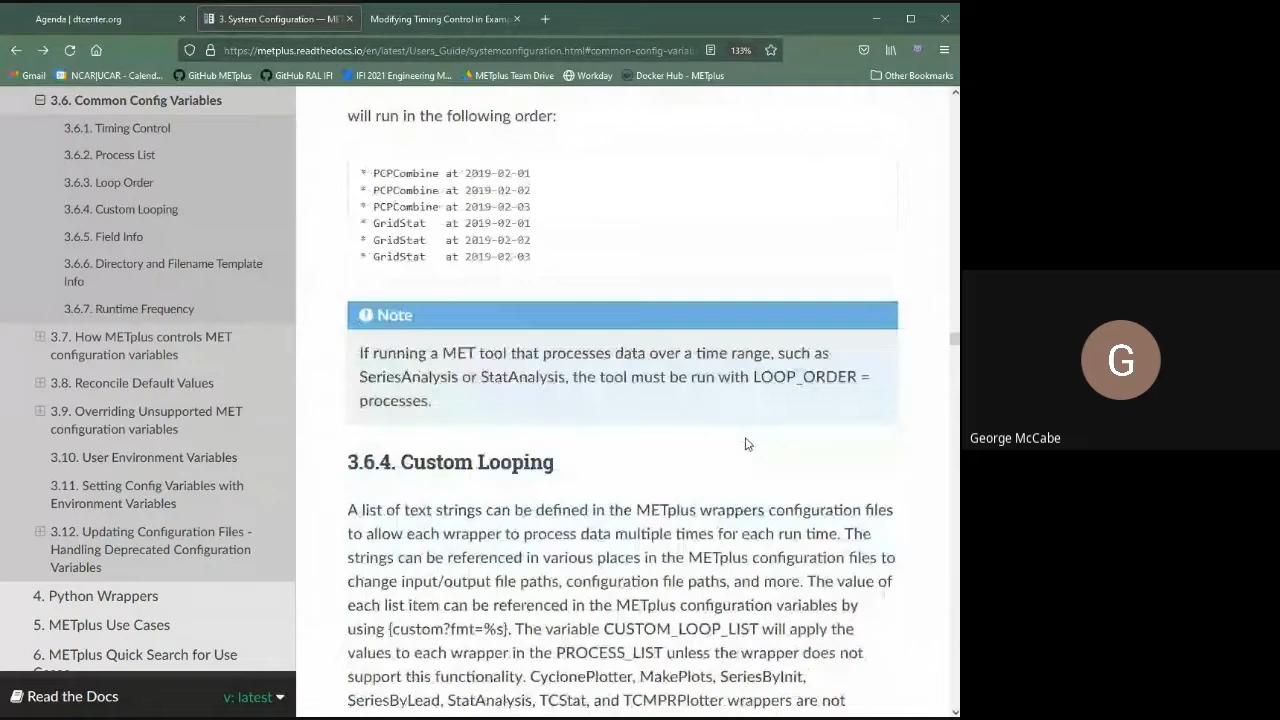 Agenda | dtcenter.org
3. System Configuration — MET
Modifying Timing Control in Exam
https://metplus.readthedocs.io/en/latest/Users_Guide/systemconfiguration.html#common-config-varial
133%
Gmail
NCAR|UCAR - Calend...
GitHub METplus
GitHub RAL IFI
IFI 2021 Engineering M...
METplus Team Drive
Workday
Docker Hub - METplus
Other Bookmarks
3.6. Common Config Variables
3.6.1. Timing Control
3.6.2. Process List
3.6.3. Loop Order
3.6.4. Custom Looping
3.6.5. Field Info
3.6.6. Directory and Filename Template
Info
3.6.7. Runtime Frequency
3.7. How METplus controls MET
configuration variables
3.8. Reconcile Default Values
3.9. Overriding Unsupported MET
configuration variables
3.10. User Environment Variables
3.11. Setting Config Variables with
Environment Variables
3.12. Updating Configuration Files -
Handling Deprecated Configuration
Variables
4. Python Wrappers
5. METplus Use Cases
6. METplus Quick Search for Use
Read the Docs
v: latest
will run in the following order:
* PCPCombine at 2019-02-01
* PCPCombine at 2019-02-02
* PCPCombine at 2019-02-03
* GridStat at 2019-02-01
* GridStat at 2019-02-02
* GridStat at 2019-02-03
Note
If running a MET tool that processes data over a time range, such as
SeriesAnalysis or StatAnalysis, the tool must be run with LOOP_ORDER =
processes.
3.6.4. Custom Looping
A list of text strings can be defined in the METplus wrappers configuration files
to allow each wrapper to process data multiple times for each run time. The
strings can be referenced in various places in the METplus configuration files to
change input/output file paths, configuration file paths, and more. The value of
each list item can be referenced in the METplus configuration variables by
using {custom?fmt=%s}. The variable CUSTOM_LOOP_LIST will apply the
values to each wrapper in the PROCESS_LIST unless the wrapper does not
support this functionality. CyclonePlotter, MakePlots, SeriesByInit,
SeriesByLead, StatAnalysis, TCStat, and TCMPRPlotter wrappers are not
G
George McCabe